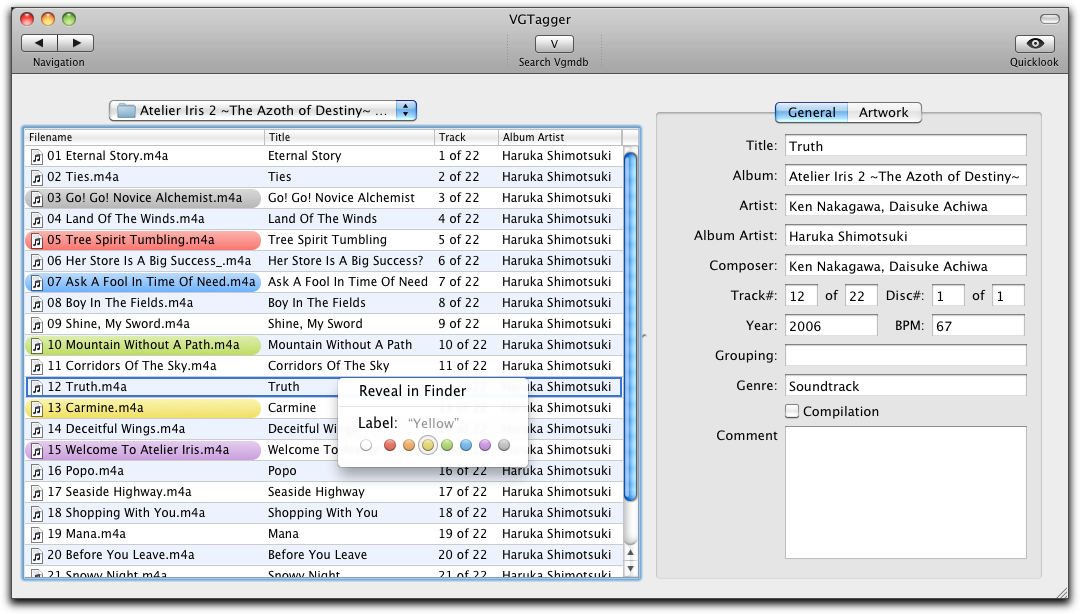 VGTagger
Navigation
V
Search Vgmdb
Quicklook
Atelier Iris 2 ~The Azoth of Destiny~ ...
Filename Title Track Album Artist
01 Eternal Story.m4a Eternal Story 1 of 22 Haruka Shimotsuki
02 Ties.m4a Ties 2 of 22 Haruka Shimotsuki
03 Go! Go! Novice Alchemist.m4a Go! Go! Novice Alchemist 3 of 22 Haruka Shimotsuki
04 Land Of The Winds.m4a Land Of The Winds 4 of 22 Haruka Shimotsuki
05 Tree Spirit Tumbling.m4a Tree Spirit Tumbling 5 of 22 Haruka Shimotsuki
06 Her Store Is A Big Success_.m4a Her Store Is A Big Success? 6 of 22 Haruka Shimotsuki
07 Ask A Fool In Time Of Need.m4a Ask A Fool In Time Of Need 7 of 22 Haruka Shimotsuki
08 Boy In The Fields.m4a Boy In The Fields 8 of 22 Haruka Shimotsuki
09 Shine, My Sword.m4a Shine, My Sword 9 of 22 Haruka Shimotsuki
10 Mountain Without A Path.m4a Mountain Without A Path 10 of 22 Haruka Shimotsuki
11 Corridors Of The Sky.m4a Corridors Of The Sky 11 of 22 Haruka Shimotsuki
12 Truth.m4a Truth Shimotsuki
13 Carmine.m4a Carmine Shimotsuki
14 Deceitful Wings.m4a Deceitful Shimotsuki
15 Welcome To Atelier Iris.m4a Welcome Shimotsuki
16 Popo.m4a Popo 16 of 22 Haruka Shimotsuki
17 Seaside Highway.m4a Seaside Highway 17 of 22 Haruka Shimotsuki
18 Shopping With You.m4a Shopping With You 18 of 22 Haruka Shimotsuki
19 Mana.m4a Mana 19 of 22 Haruka Shimotsuki
20 Before You Leave.m4a Before You Leave 20 of 22 Haruka Shimotsuki
21 Snowy Night.m4a Snowy Night 21 of 22 Haruka Shimotsuki
Reveal in Finder
Label: “Yellow”
General Artwork
Title: Truth
Album: Atelier Iris 2 ~The Azoth of Destiny~
Artist: Ken Nakagawa, Daisuke Achiwa
Album Artist: Haruka Shimotsuki
Composer: Ken Nakagawa, Daisuke Achiwa
Track#: 12 of 22 Disc#: 1 of 1
Year: 2006 BPM: 67
Grouping:
Genre: Soundtrack
Compilation
Comment